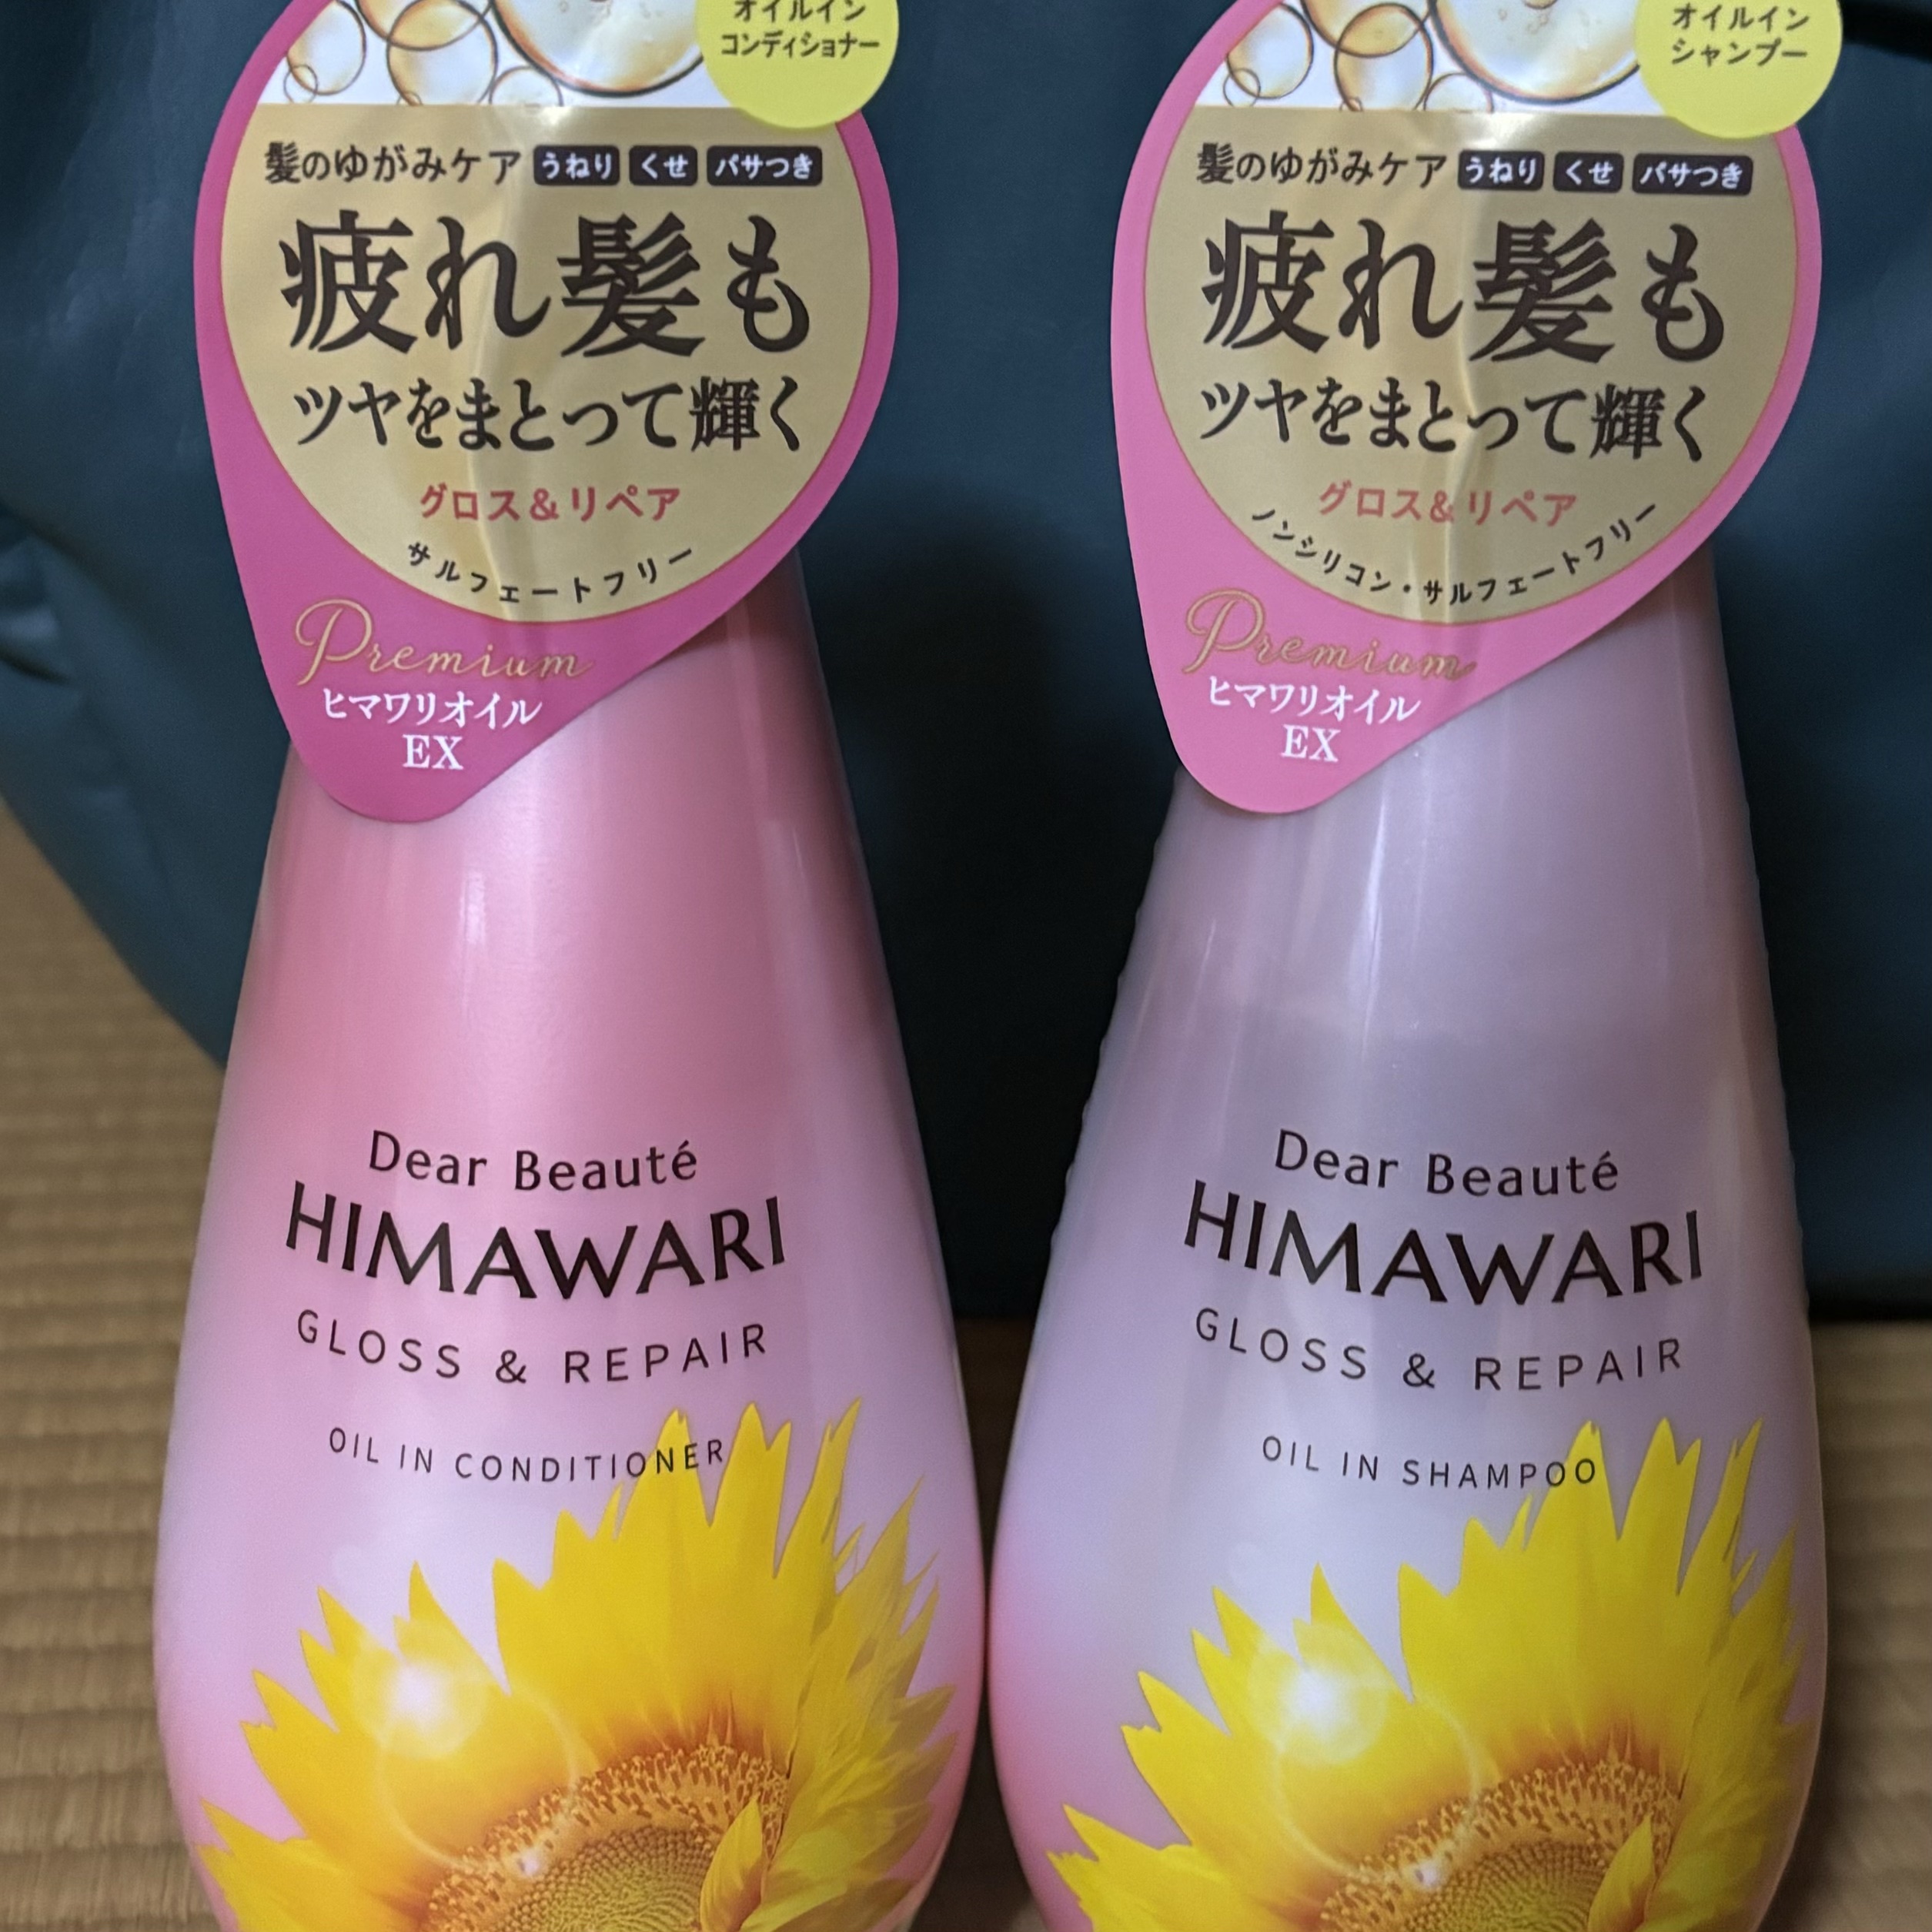 オイルイン
コンディショナー
髪のゆがみケア うねり くせ パサつき
疲れ髪も
ツヤをまとって輝く
グロス&リペア
サルフェートフリー
Premium
ヒマワリオイル
EX
Dear Beauté
HIMAWARI
GLOSS & REPAIR
OIL IN CONDITIONER
オイルイン
シャンプー
髪のゆがみケア うねり くせ パサつき
疲れ髪も
ツヤをまとって輝く
グロス&リペア
ノンシリコン・サルフェートフリー
Premium
ヒマワリオイル
EX
Dear Beauté
HIMAWARI
GLOSS & REPAIR
OIL IN SHAMPOO